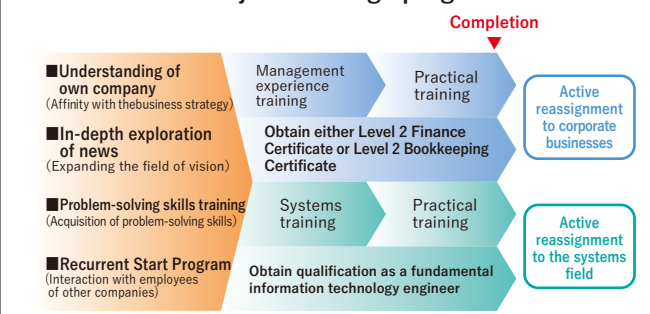 Completion
■Understanding of
own company
(Affinity with thebusiness strategy)
■In-depth exploration
of news
(Expanding the field of vision)
■Problem-solving skills training
(Acquisition of problem-solving skills)
■Recurrent Start Program
(Interaction with employees
of other companies)
Management
experience
training
Practical
training
Obtain either Level 2 Finance
Certificate or Level 2 Bookkeeping
Certificate
Systems
training
Practical
training
Obtain qualification as a fundamental
information technology engineer
Active
reassignment
to corporate
businesses
Active
reassignment
to the systems
field